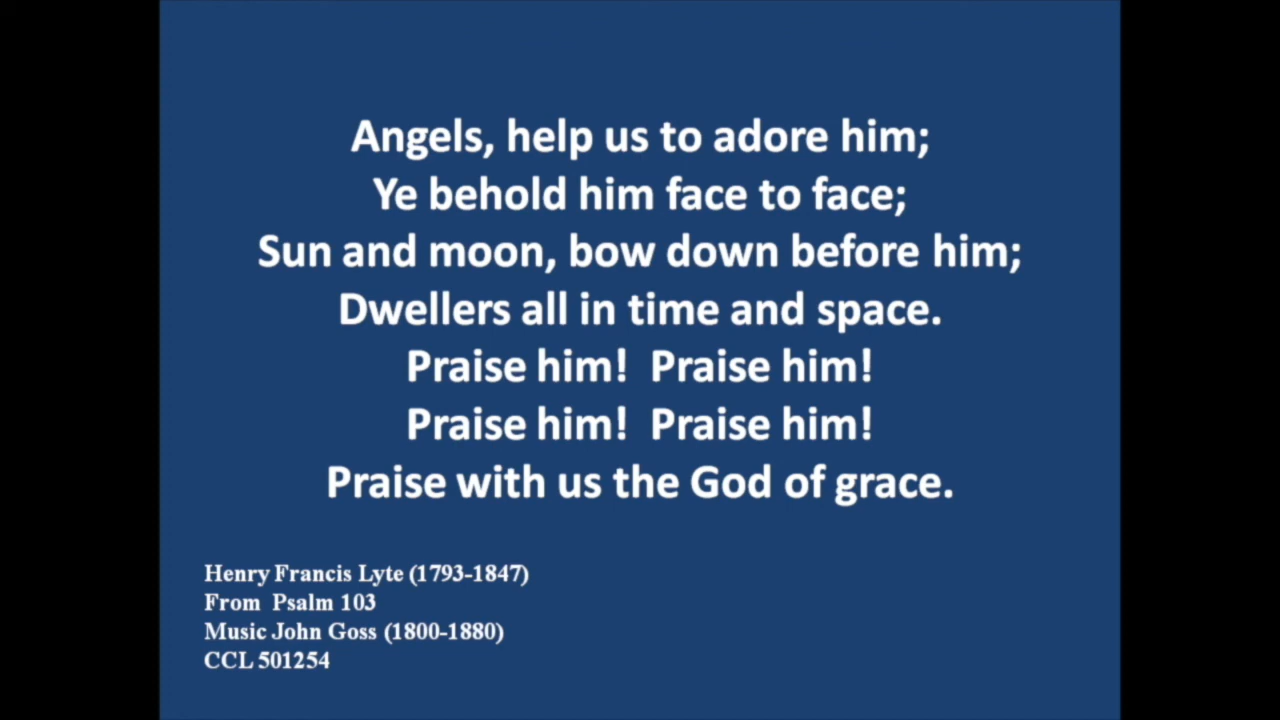 Angels, help us to adore him;
Ye behold him face to face;
Sun and moon, bow down before him;
Dwellers all in time and space.
Praise him!  Praise him!
Praise him!  Praise him!
Praise with us the God of grace.
Henry Francis Lyte (1793-1847)
From  Psalm 103
Music John Goss (1800-1880)
CCL 501254